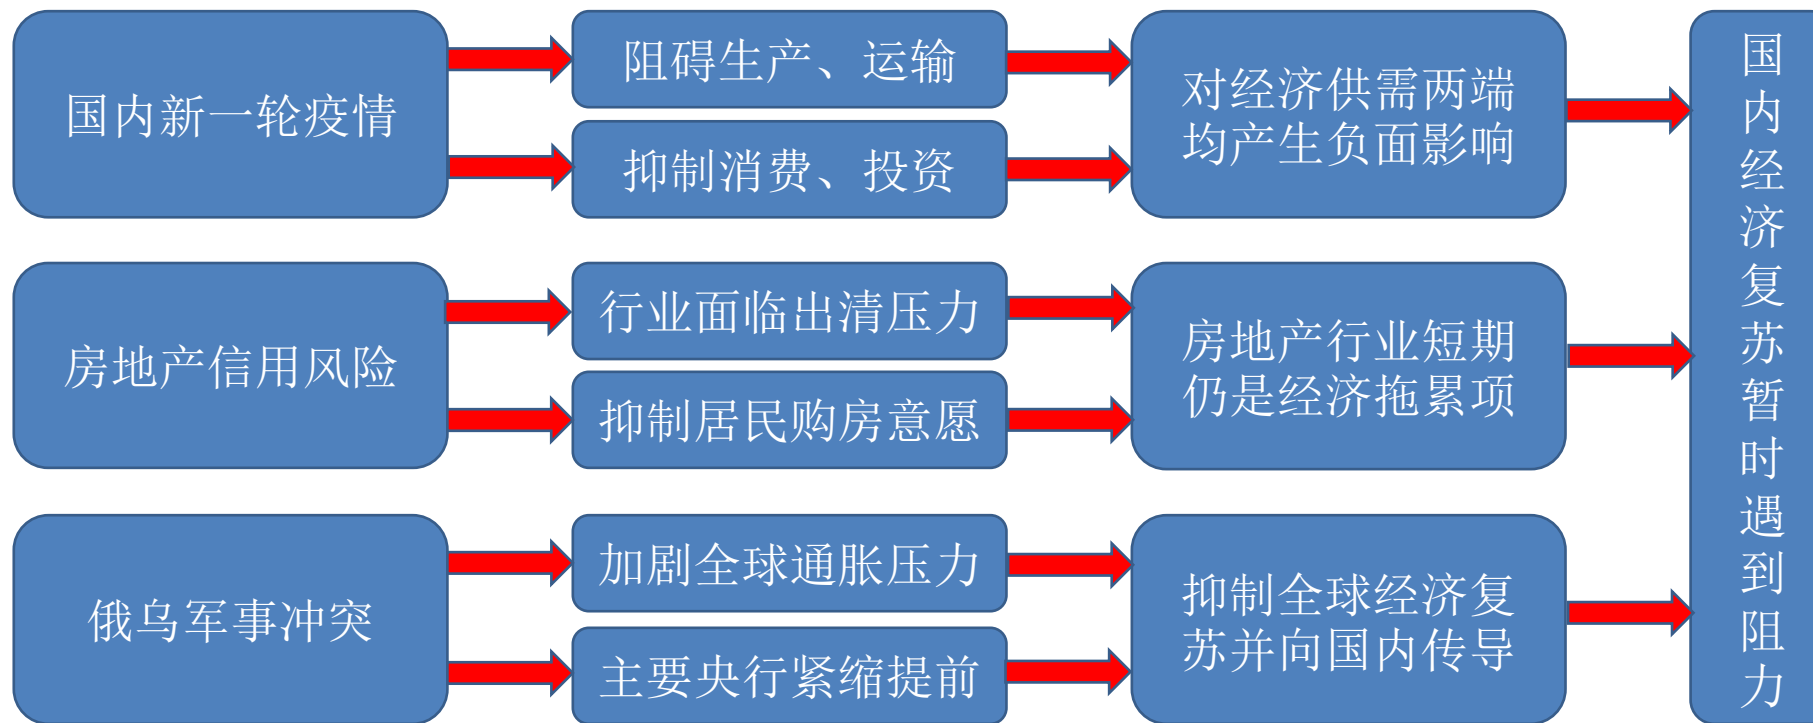 国内新一轮疫情
阻碍生产、运输
抑制消费、投资
对经济供需两端
均产生负面影响
房地产信用风险
行业面临出清压力
抑制居民购房意愿
房地产行业短期
仍是经济拖累项
俄乌军事冲突
加剧全球通胀压力
主要央行紧缩提前
抑制全球经济复
苏并向国内传导
国内经济复苏暂时遇到阻力